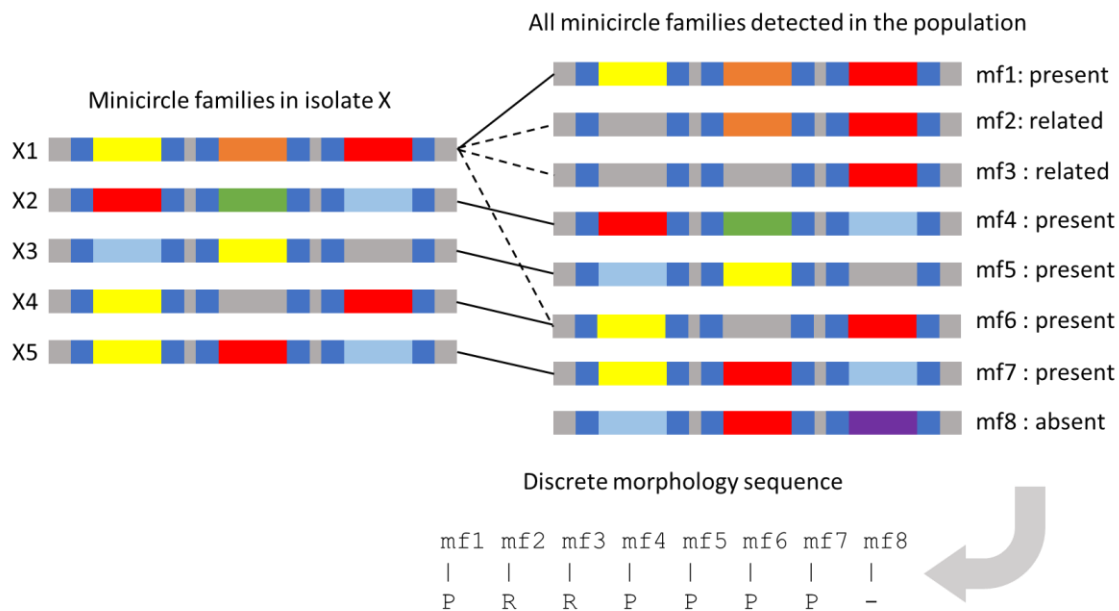 All minicircle families detected in the population
Minicircle families in isolate X
X1
X2
X3
X4
X5
mf1: present
mf2: related
mf3 : related
mf4 : present
mf5 : present
mf6 : present
mf7 : present
mf8 : absent
Discrete morphology sequence
mf1 mf2 mf3 mf4 mf5 mf6 mf7 mf8
| | | | | | | |
P R R P P P P –